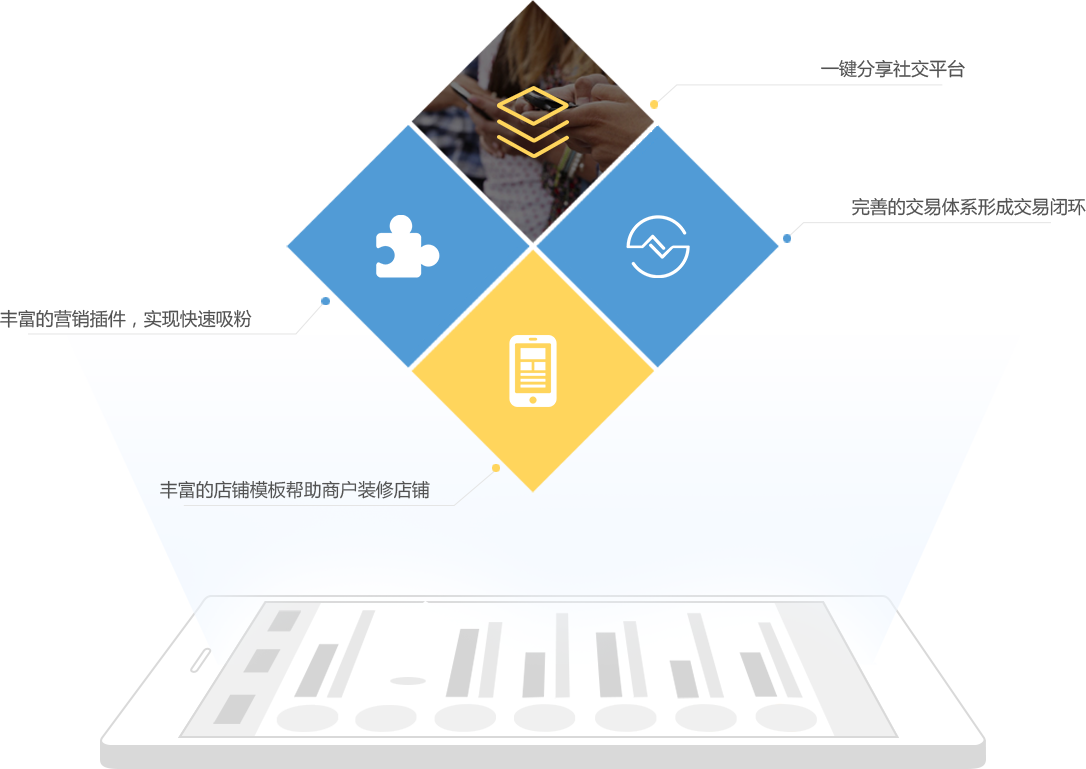 一键分享社交平台
完善的交易体系形成交易闭环
丰富的营销插件，实现快速吸粉
丰富的店铺模板帮助商户装修店铺